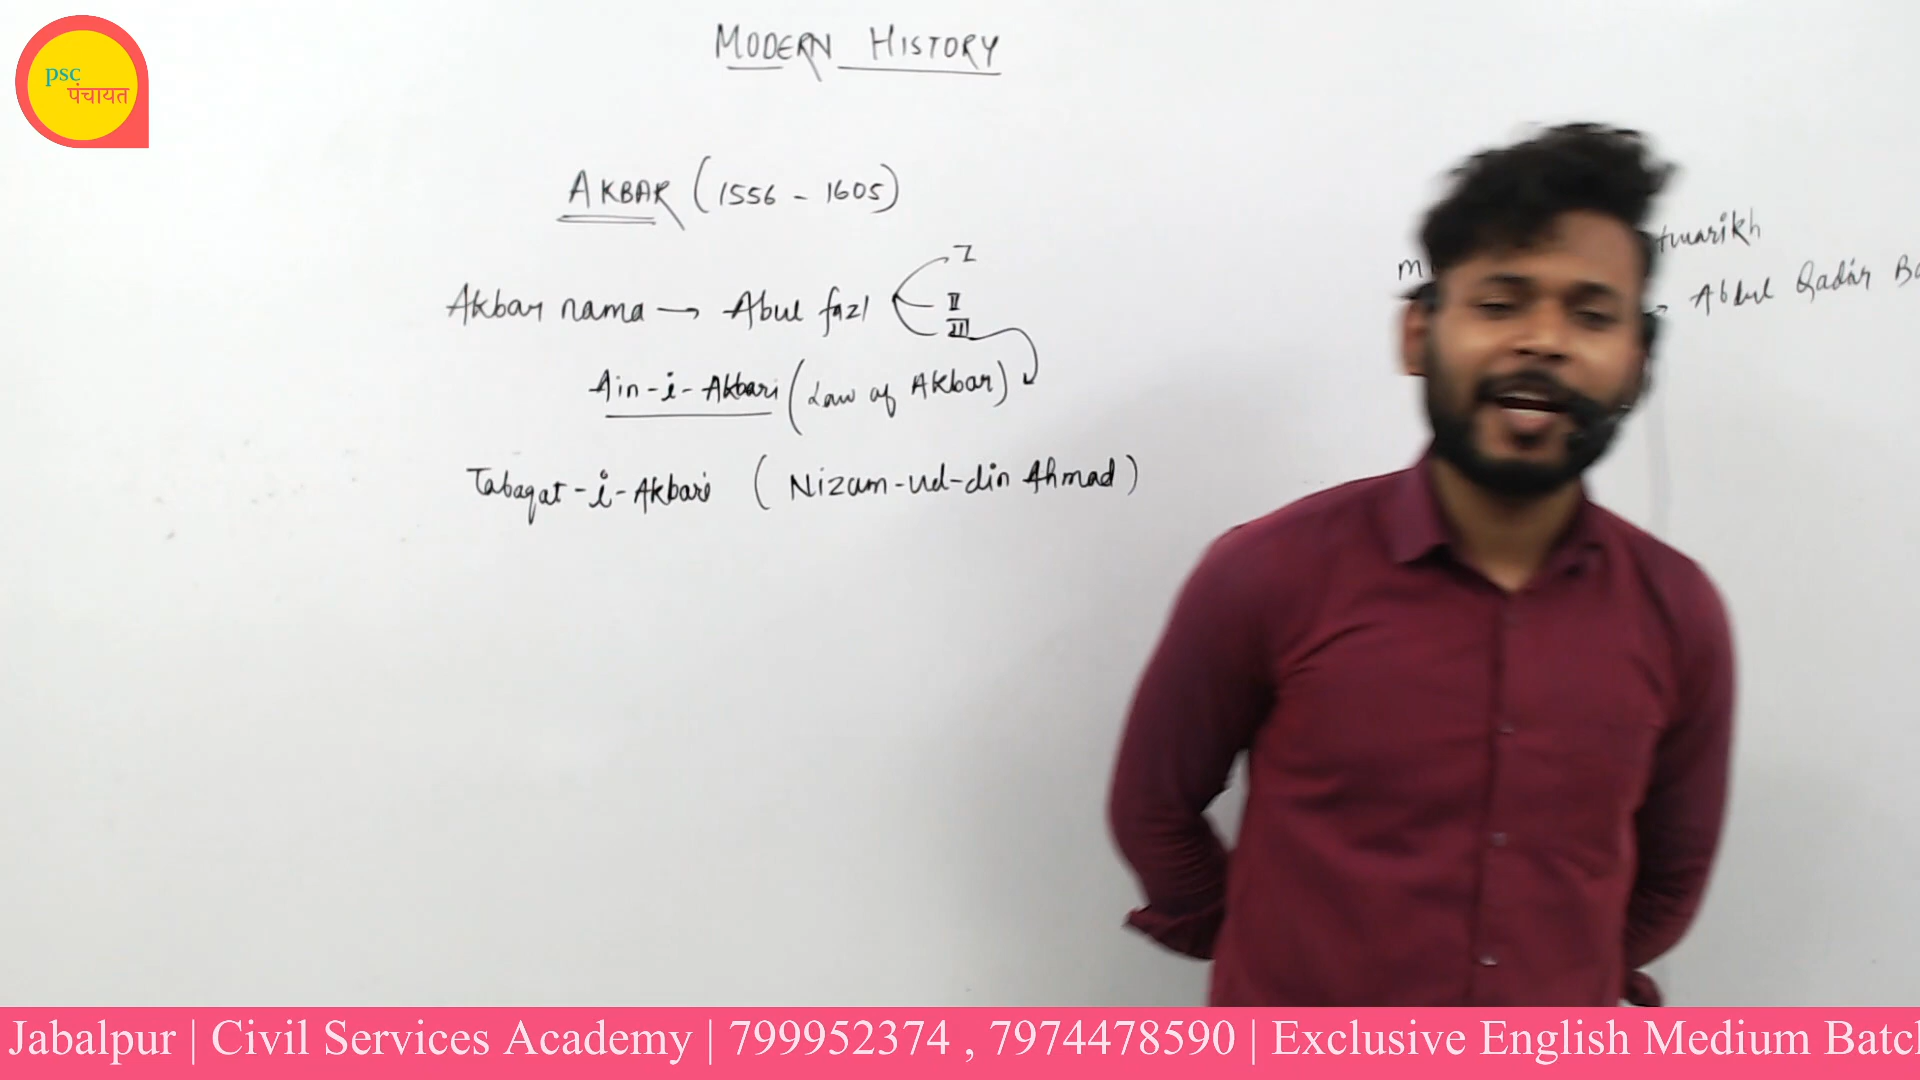 psc
पंचायत
MODERN HISTORY
AKBAR (1556 - 1605)
I
Akbar nama → Abul fazl
II
III
Ain-i-Akbari (Law of Akbar)
Tabaqat-i-Akbari (Nizam-ud-din Ahmad)
twarikh
→ Abdul Qadir
Jabalpur | Civil Services Academy | 799952374 , 7974478590 | Exclusive English Medium Batc